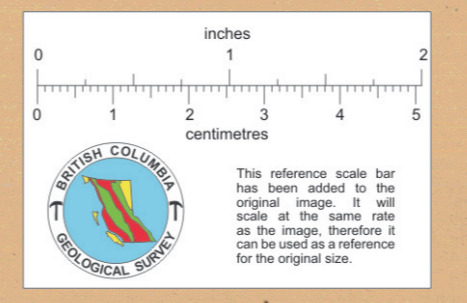 inches
0 1 2
0 1 2 3 4 5
centimetres
BRITISH COLUMBIA
GEOLOGICAL SURVEY
This reference scale bar
has been added to the
original image. It will
scale at the same rate
as the image, therefore it
can be used as a reference
for the original size.